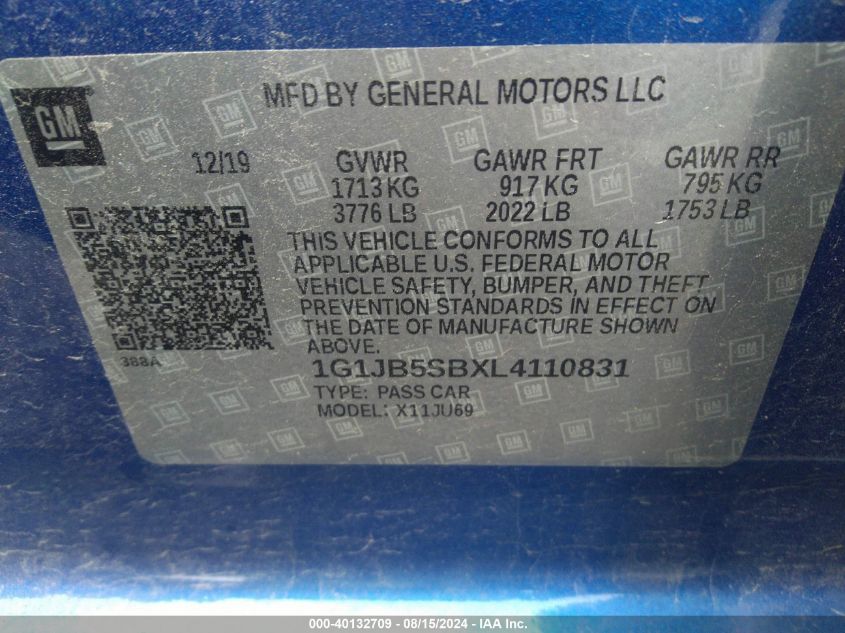 GM
MFD BY GENERAL MOTORS LLC
12/19 GVWR GAWR FRT GAWR RR
1713 KG 917 KG 795 KG
3776 LB 2022 LB 1753 LB
THIS VEHICLE CONFORMS TO ALL
APPLICABLE U.S. FEDERAL MOTOR
VEHICLE SAFETY, BUMPER, AND THEFT
PREVENTION STANDARDS IN EFFECT ON
THE DATE OF MANUFACTURE SHOWN
ABOVE.
388A
1G1JB5SBXL4110831
TYPE: PASS CAR
MODEL: X11JU69
000-40132709 - 08/15/2024 - IAA Inc.